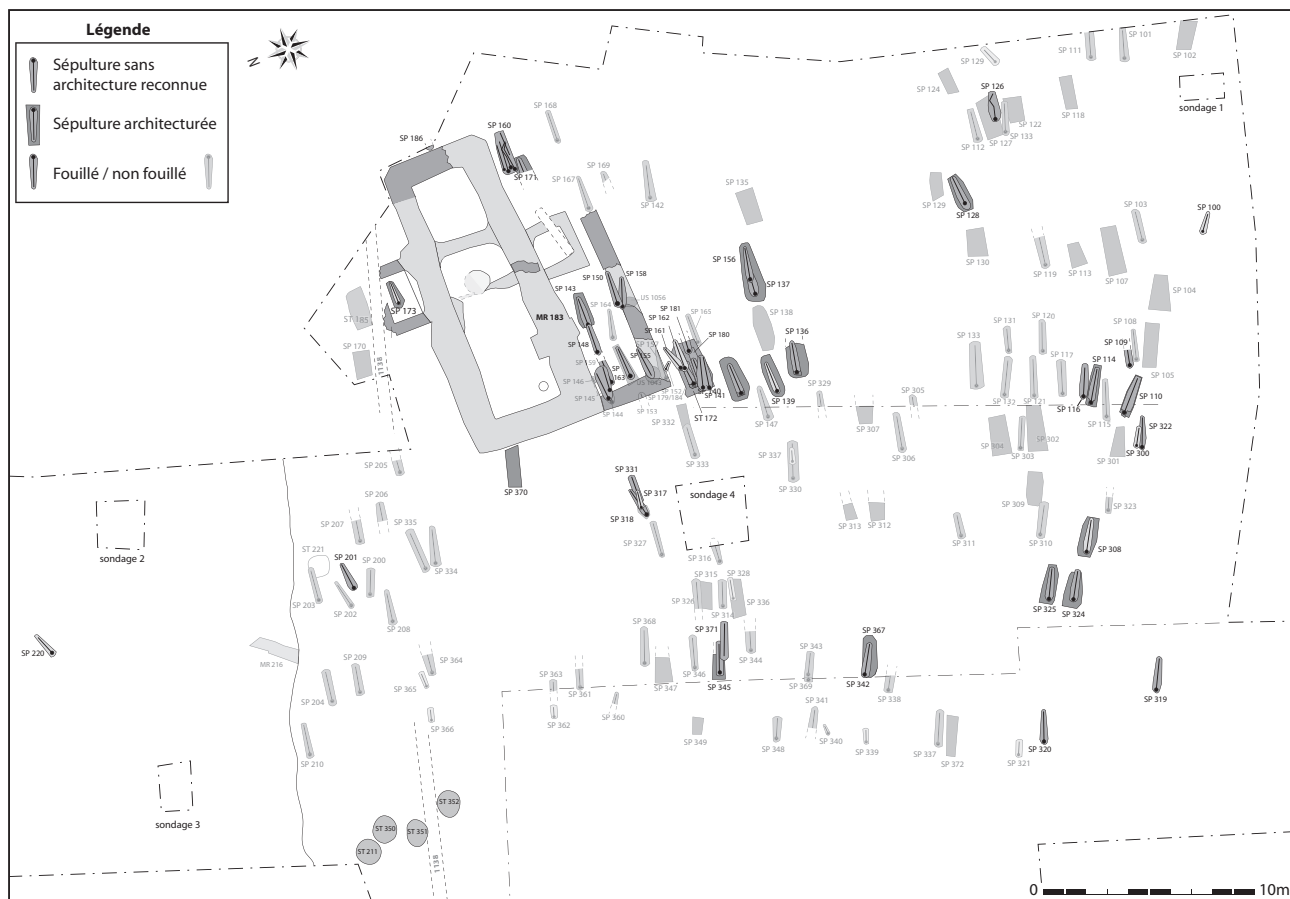 Légende
Sépulture sans
architecture reconnue
Sépulture architecturée
Fouillé / non fouillé
N
SP 111
SP 101
SP 102
SP 129
SP 124
SP 126
sondage 1
SP 118
SP 122
SP 133
SP 112
SP 127
SP 168
SP 160
SP 186
SP 171
SP 169
SP 167
SP 142
SP 135
SP 129
SP 128
SP 103
SP 100
SP 130
SP 119
SP 113
SP 107
SP 104
SP 156
SP 137
SP 150
SP 158
SP 143
US 1056
SP 164
SP 173
ST 185
SP 170
1138
MR 183
SP 181
SP 165
SP 162
SP 161
SP 180
SP 157
SP 138
SP 136
SP 148
SP 155
SP 159
SP 163
SP 146
SP 145
SP 144
US 1043
SP 152
SP 179/184
SP 153
SP 141
ST 172
SP 139
SP 147
SP 329
SP 305
SP 307
SP 306
SP 131
SP 120
SP 108
SP 109
SP 133
SP 117
SP 114
SP 105
SP 132
SP 121
SP 116
SP 115
SP 110
SP 322
SP 300
SP 301
SP 302
SP 303
SP 304
SP 332
SP 333
SP 337
SP 330
SP 205
SP 370
SP 331
SP 317
SP 318
sondage 4
SP 309
SP 323
SP 206
SP 207
SP 335
SP 334
SP 327
SP 316
SP 313
SP 312
SP 311
SP 310
SP 308
sondage 2
ST 221
SP 201
SP 200
SP 203
SP 202
SP 208
SP 315
SP 328
SP 326
SP 314
SP 336
SP 325
SP 324
SP 220
MR 216
SP 209
SP 364
SP 365
SP 204
SP 366
SP 210
SP 368
SP 371
SP 346
SP 344
SP 347
SP 345
SP 343
SP 369
SP 367
SP 342
SP 338
SP 319
SP 363
SP 361
SP 362
SP 360
SP 349
SP 348
SP 341
SP 340
SP 339
SP 337
SP 372
SP 321
SP 320
sondage 3
ST 352
ST 350
ST 351
ST 211
1138
0
10m